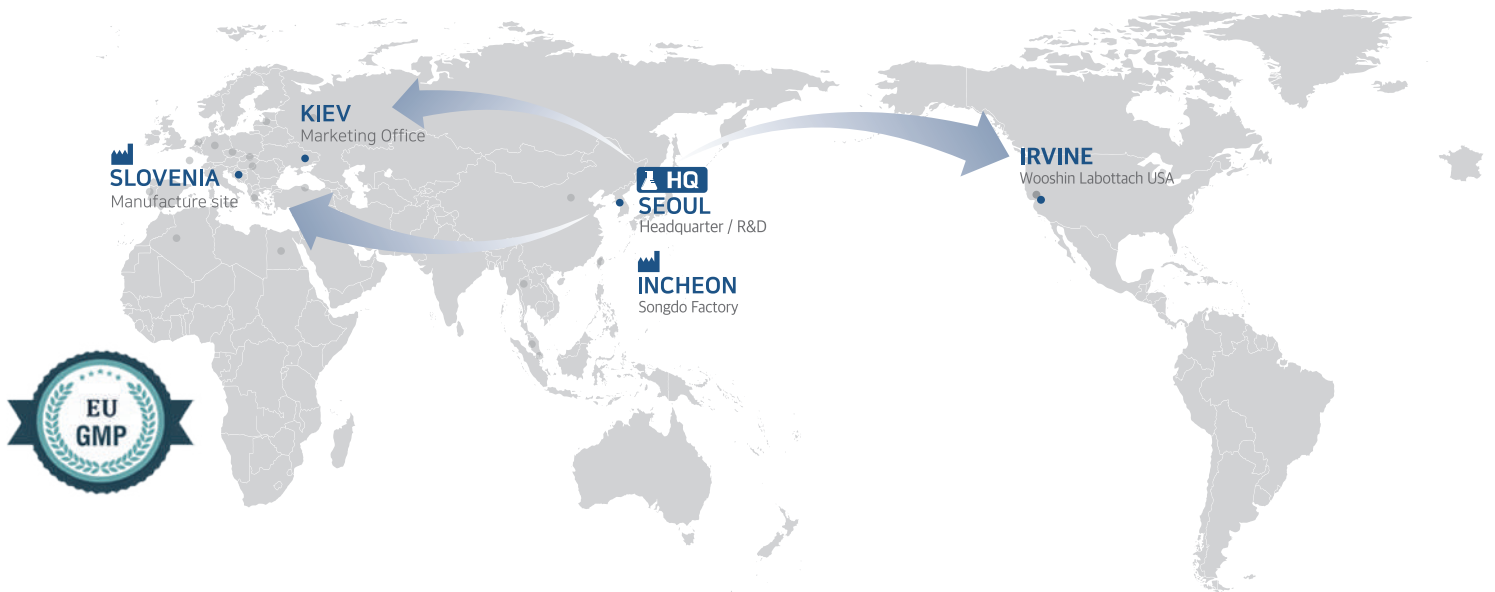 KIEV
Marketing Office
SLOVENIA
Manufacture site
HQ
SEOUL
Headquarter / R&D
INCHEON
Songdo Factory
IRVINE
Wooshin Labottach USA
EU
GMP